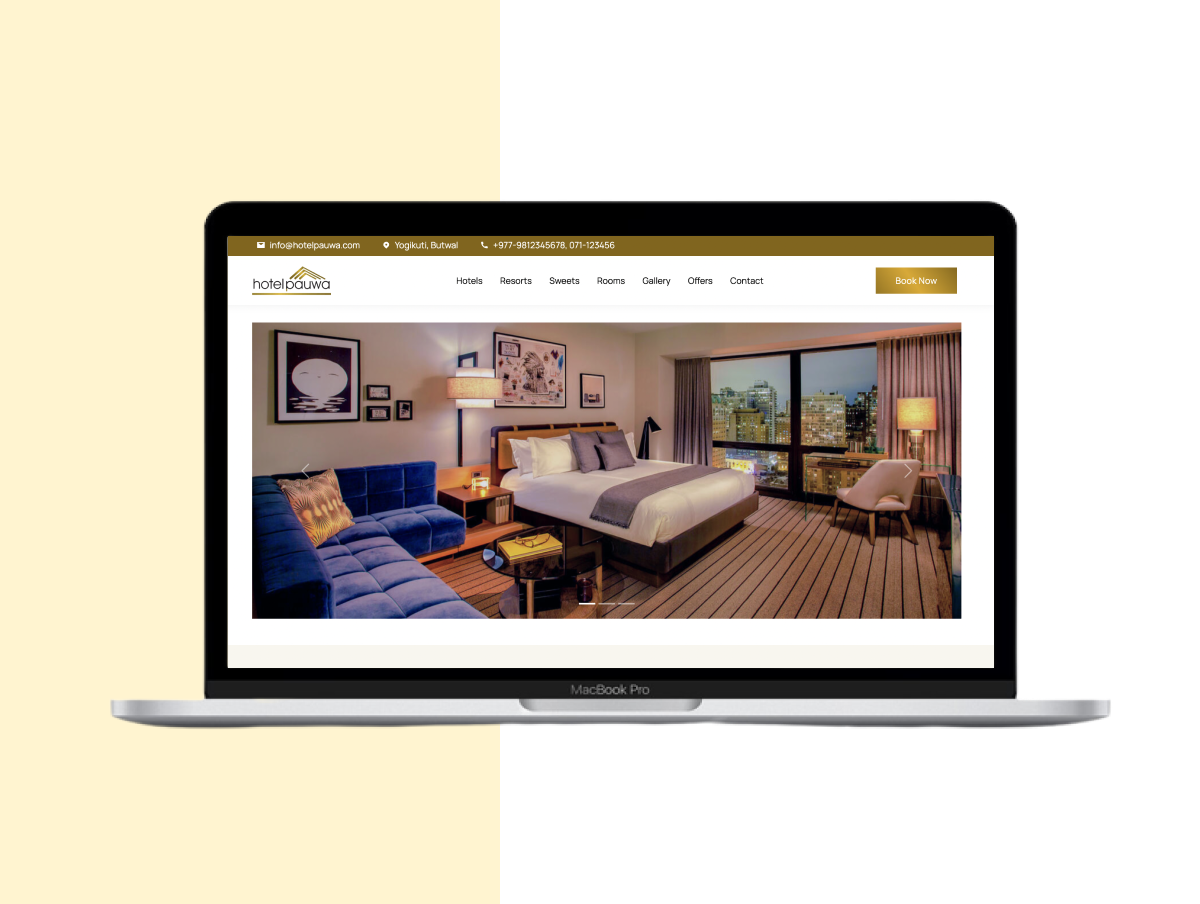 info@hotelpauwa.com Yogikuti, Butwal +977-9812345678, 071-123456
hotelpauwa Hotels Resorts Sweets Rooms Gallery Offers Contact Book Now
MacBook Pro